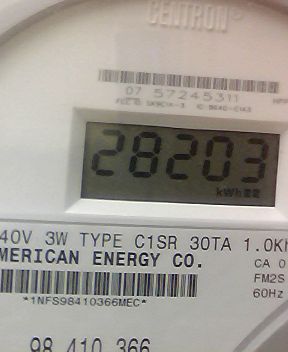 CENTRON®
07 57245311
28203
kWh
40V 3W TYPE C1SR 30TA 1.0Kh
MERICAN ENERGY CO.
CA 0
FM2S
60Hz
*1NFS98410366MEC*
98 410 366